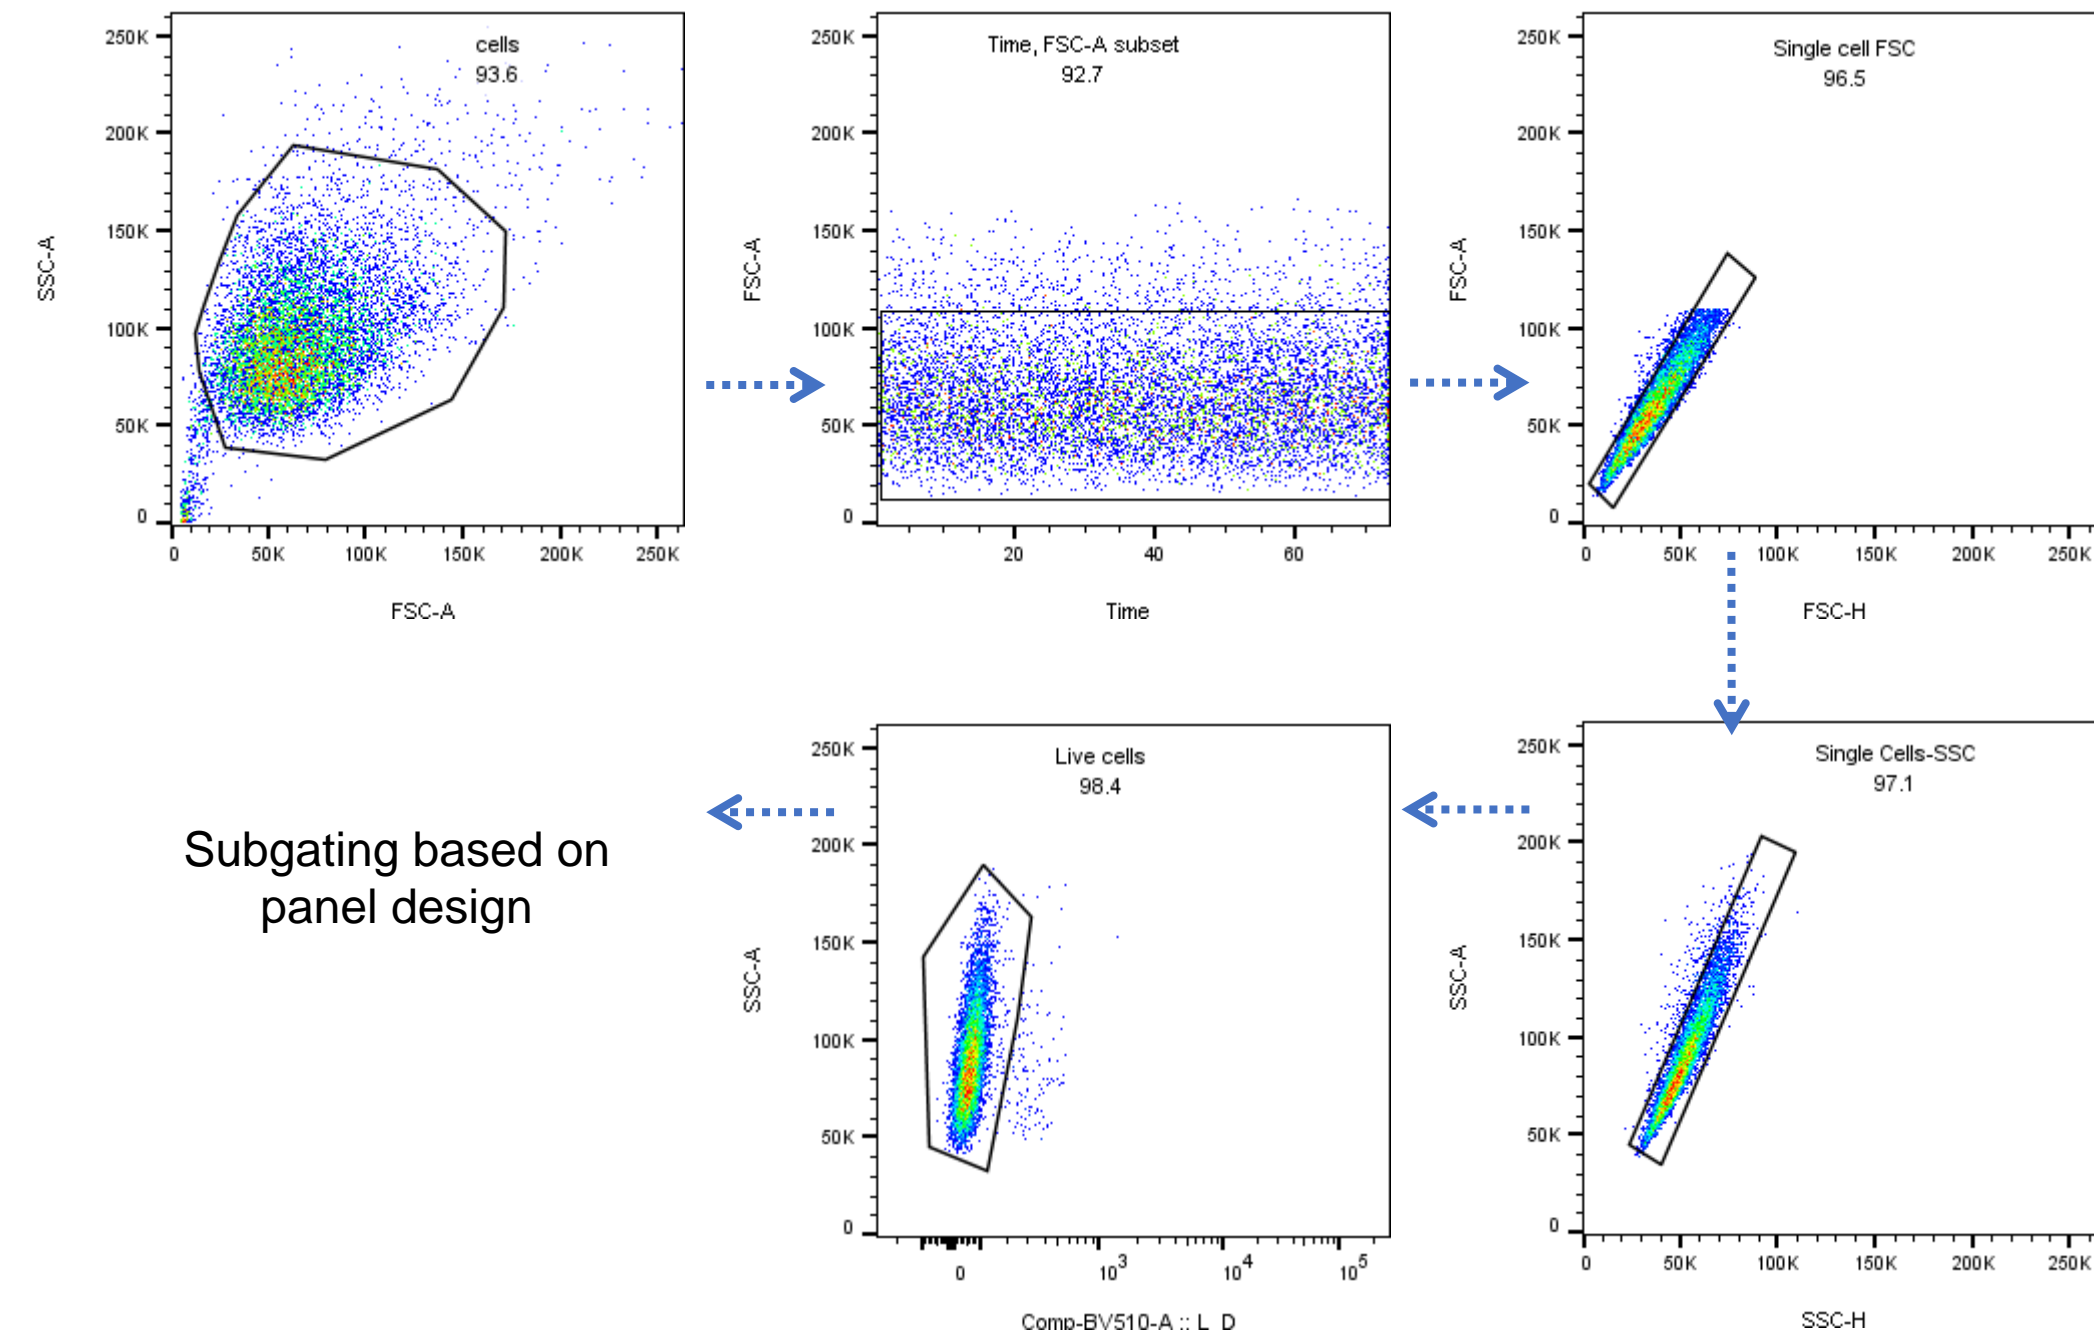 cells
93.6
250K
200K
150K
100K
50K
0
SSC-A
0 50K 100K 150K 200K 250K
FSC-A
Time, FSC-A subset
92.7
250K
200K
150K
100K
50K
0
FSC-A
20 40 60
Time
Single cell FSC
96.5
250K
200K
150K
100K
50K
0
FSC-A
0 50K 100K 150K 200K 250K
FSC-H
Subgating based on
panel design
Live cells
98.4
250K
200K
150K
100K
50K
0
SSC-A
0 10³ 10⁴ 10⁵
Comp-BV510-A :: L_D
Single Cells-SSC
97.1
250K
200K
150K
100K
50K
0
SSC-A
0 50K 100K 150K 200K 250K
SSC-H